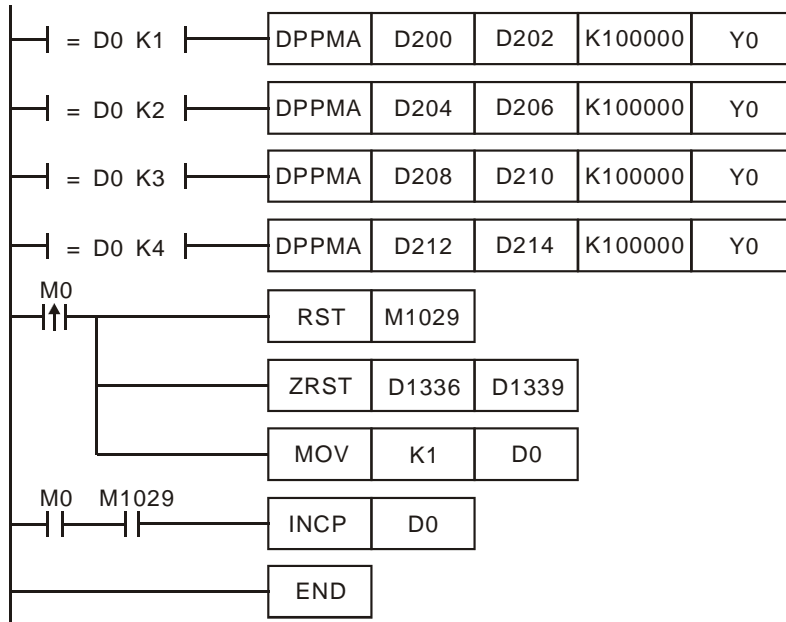 = D0 K1 DPPMA D200 D202 K100000 Y0
= D0 K2 DPPMA D204 D206 K100000 Y0
= D0 K3 DPPMA D208 D210 K100000 Y0
= D0 K4 DPPMA D212 D214 K100000 Y0
M0
RST M1029
ZRST D1336 D1339
MOV K1 D0
M0 M1029
INCP D0
END